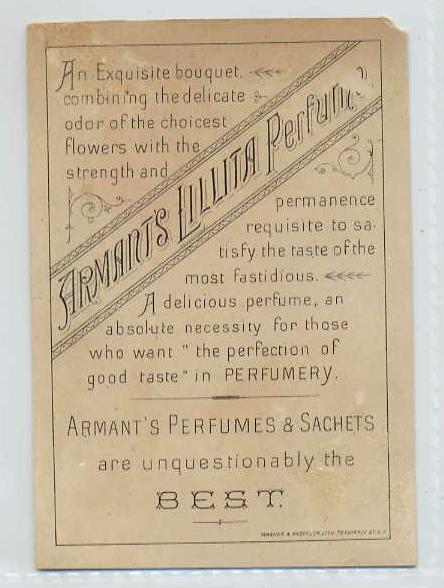 An Exquisite bouquet,
combining the delicate
odor of the choicest
flowers with the
strength and
ARMANT'S LILLITA Perfume
permanence
requisite to sa-
tisfy the taste of the
most fastidious.
A delicious perfume, an
absolute necessity for those
who want "the perfection of
good taste" in PERFUMERY.
ARMANT'S PERFUMES & SACHETS
are unquestionably the
BEST.
LITH.